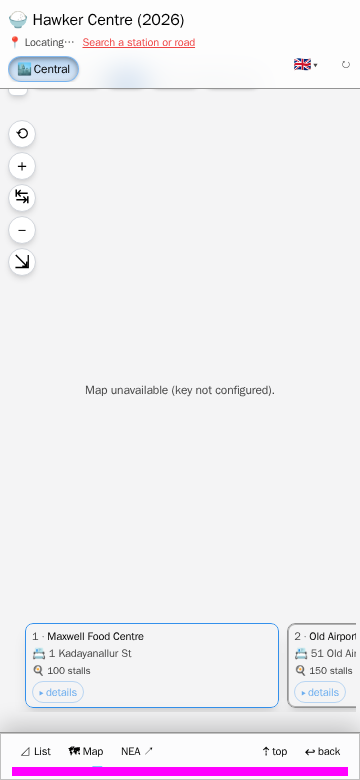 Hawker Centre (2026)
Locating··· Search a station or road
Central
Map unavailable (key not configured).
1 · Maxwell Food Centre
1 Kadayanallur St
100 stalls
details
2 · Old Airport
51 Old Air
150 stalls
details
List Map NEA ↗ ↑ top ↩ back